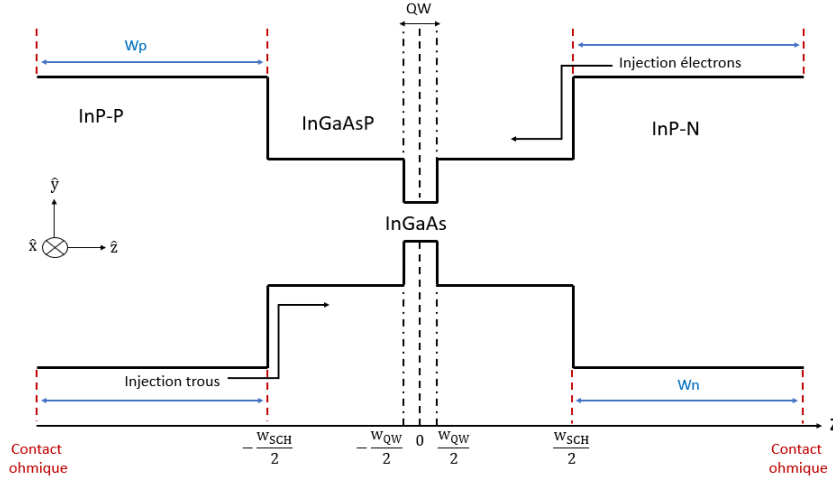 QW
Wp
Injection électrons
InP-P
InGaAsP
InP-N
ŷ
x̂
ẑ
InGaAs
Injection trous
Wn
Z
Contact
ohmique
−w_SCH/2
−w_QW/2
0
w_QW/2
w_SCH/2
Contact
ohmique